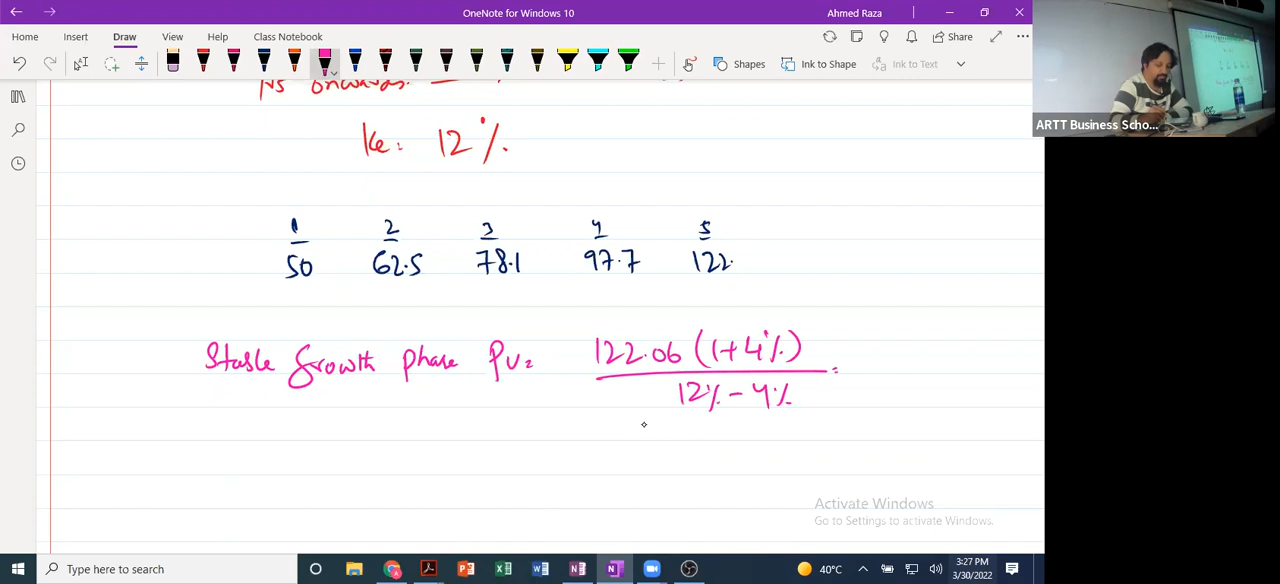 OneNote for Windows 10
Ahmed Raza
Home Insert Draw View Help Class Notebook
Share
Shapes Ink to Shape Ink to Text
ARTT Business Scho...
Ke: 12%
1 2 3 4 5
50 62.5 78.1 97.7 122.
Stable Growth phase PV=
122.06 (1+4%) =
12% - 4%
Activate Windows
Go to Settings to activate Windows.
Type here to search
40°C
3:27 PM
3/30/2022